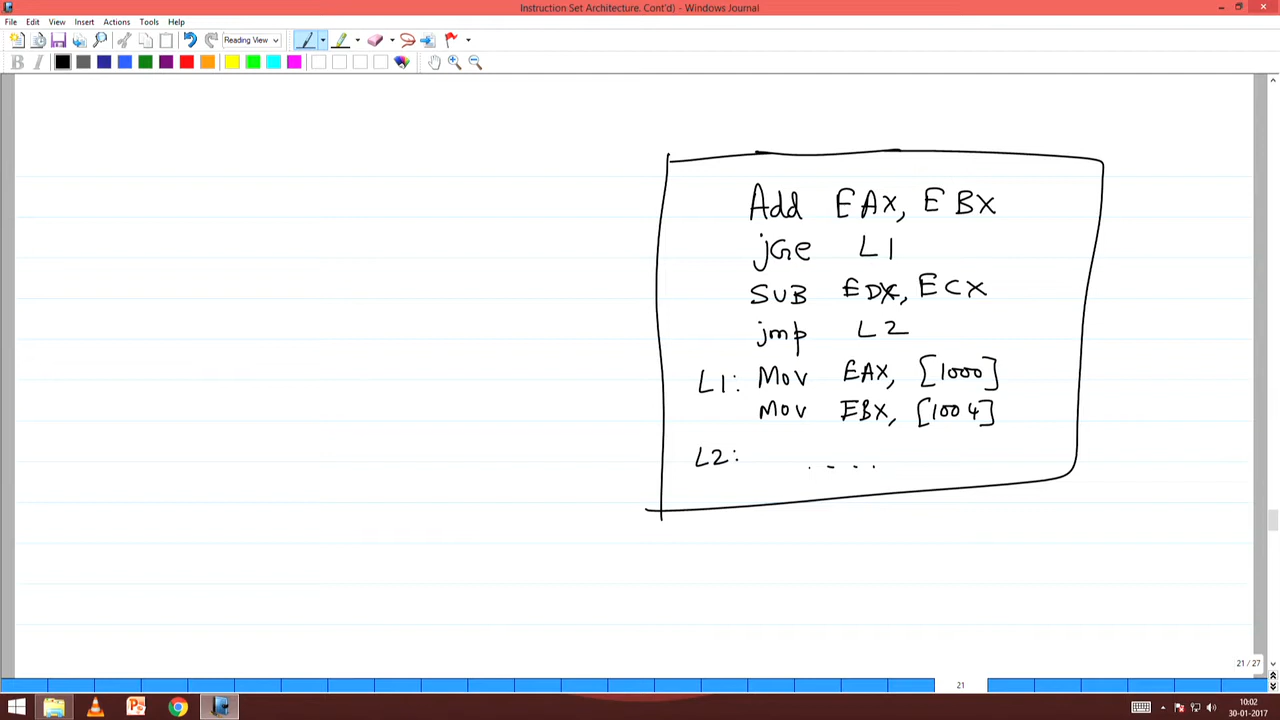 Instruction Set Architecture. Cont'd) - Windows Journal
File Edit View Insert Actions Tools Help
Reading View
B I
Add EAX, EBX
jGe L1
SUB EDX, ECX
jmp L2
L1: Mov EAX, [1000]
Mov EBX, [1004]
L2: ....
21 / 27
21
10:02
30-01-2017